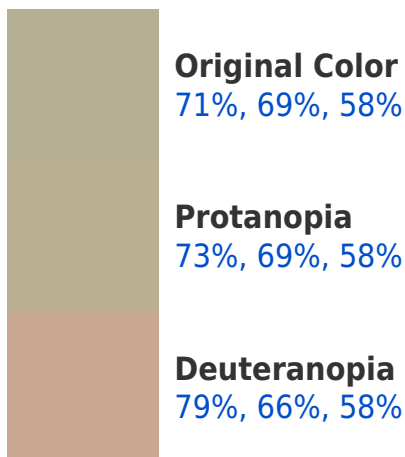 Original Color
71%, 69%, 58%
Protanopia
73%, 69%, 58%
Deuteranopia
79%, 66%, 58%